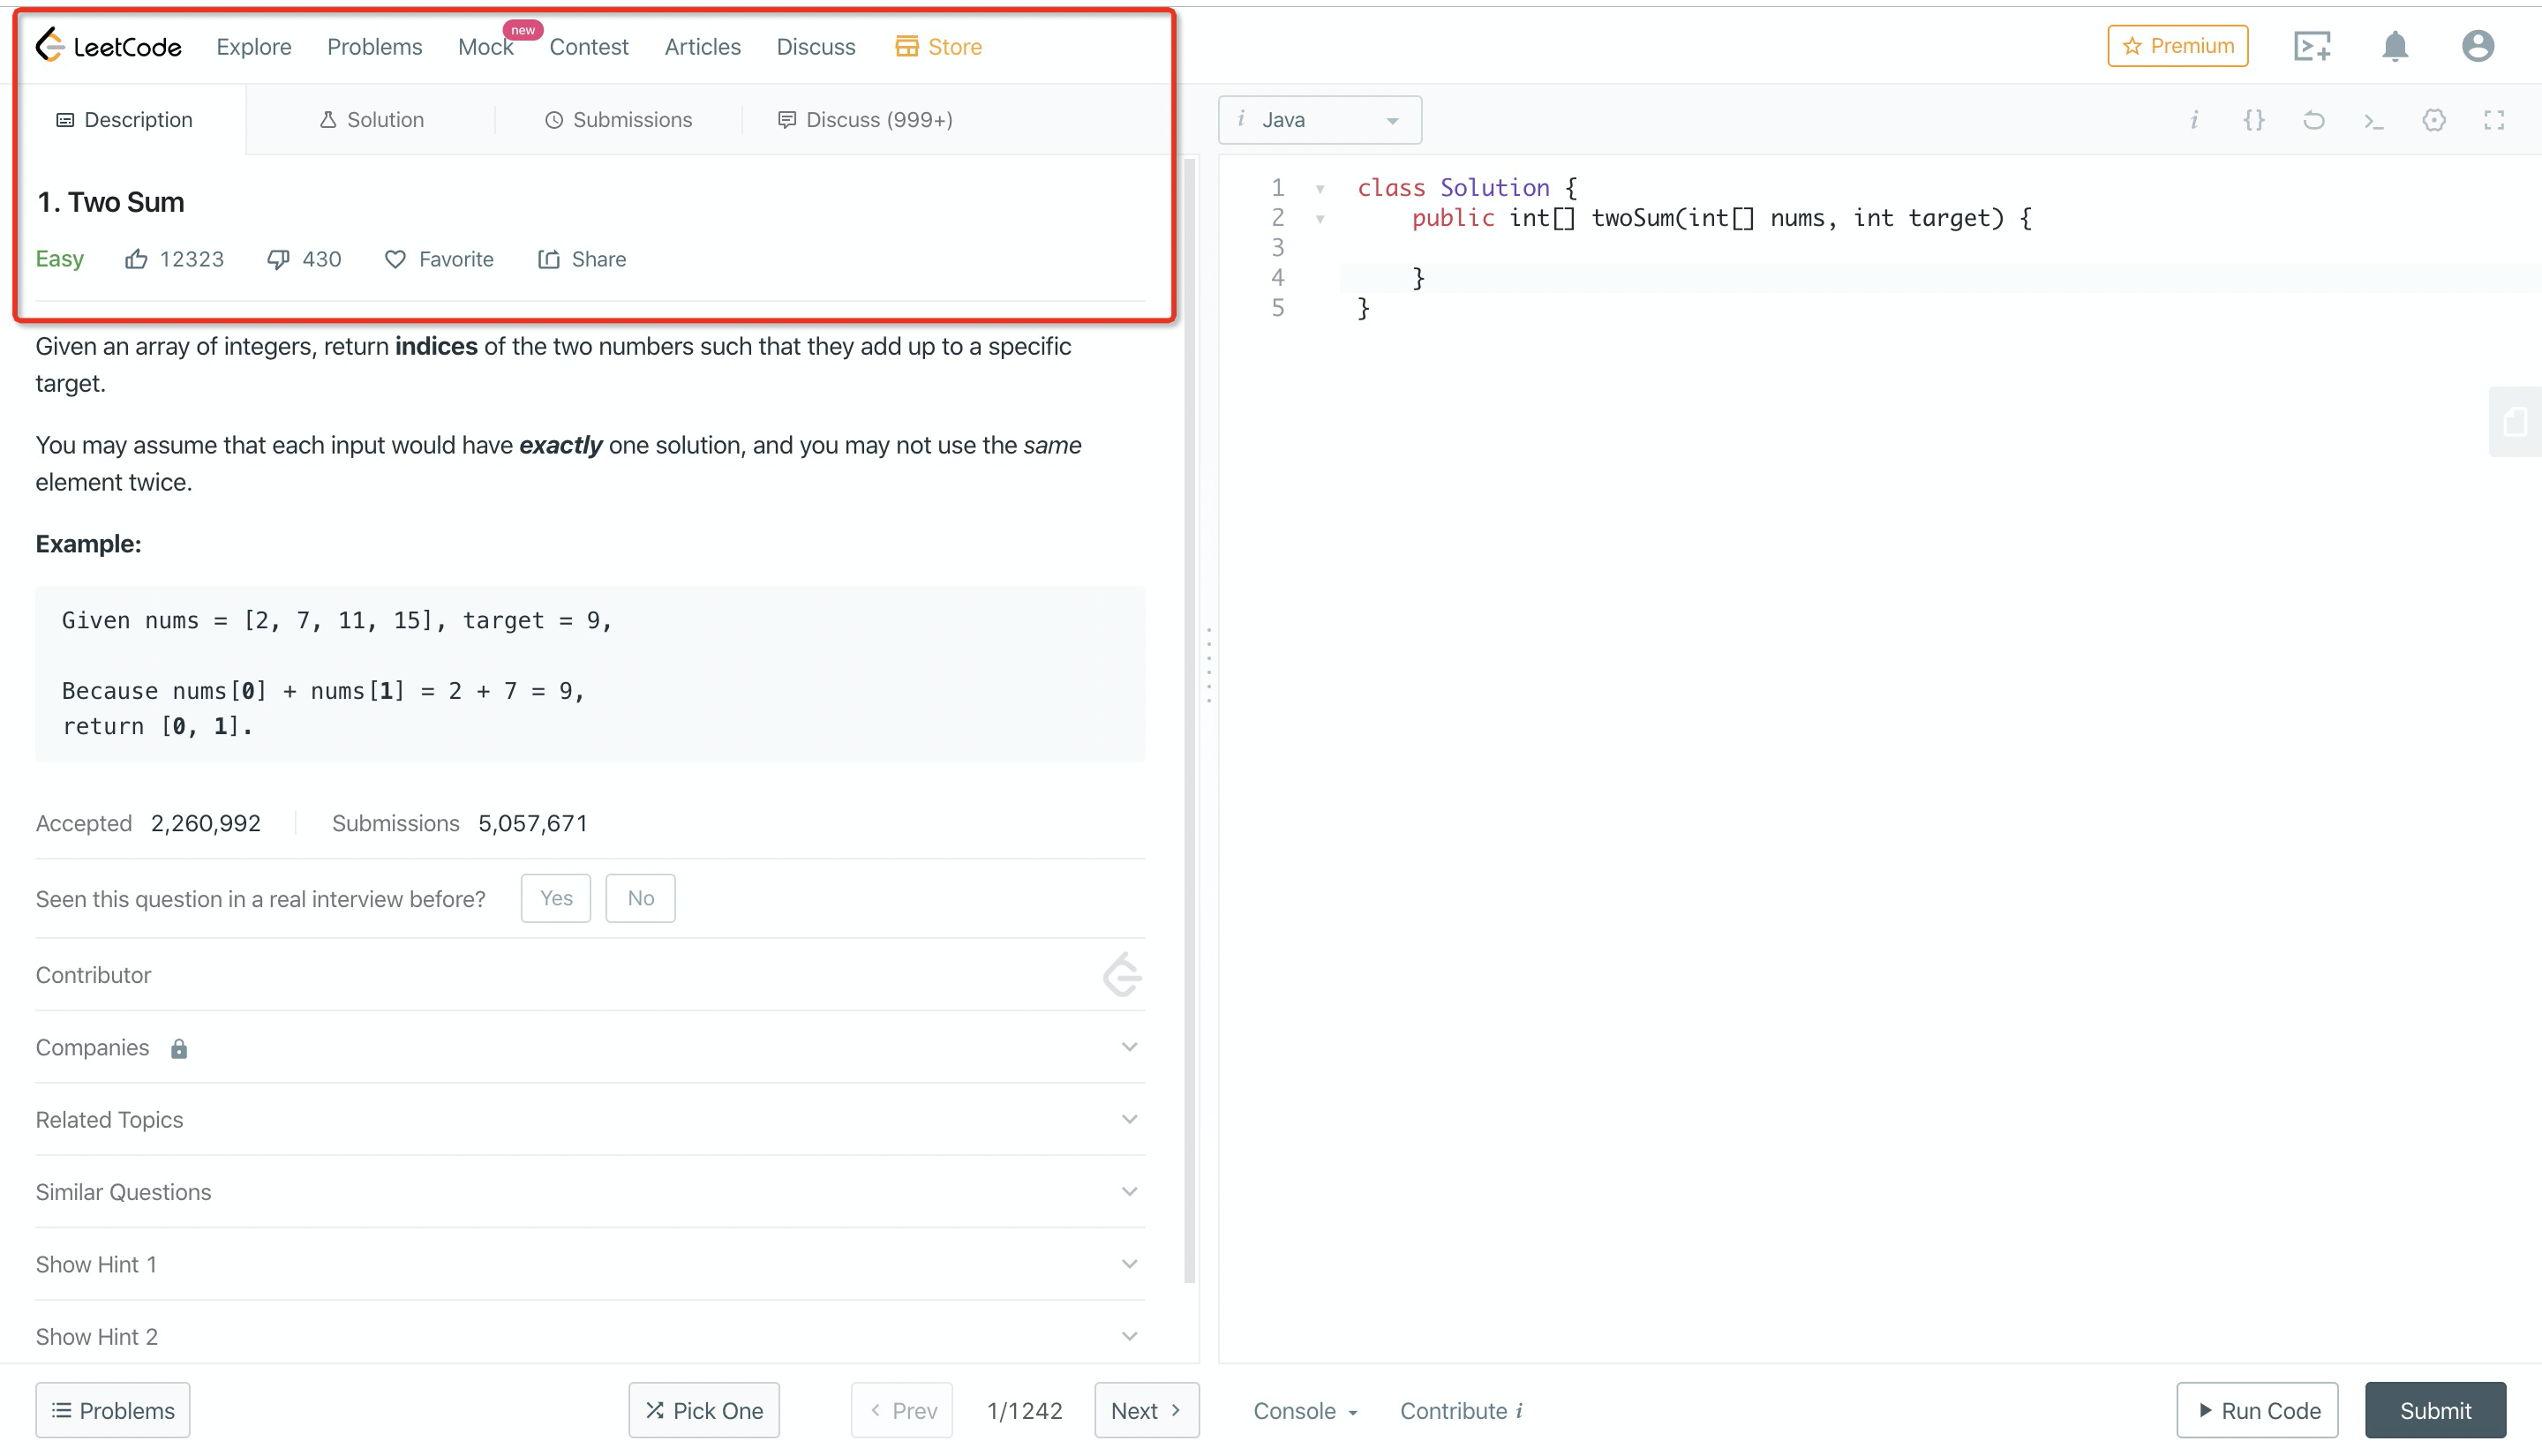 LeetCode Explore Problems Mock new Contest Articles Discuss Store Premium
Description Solution Submissions Discuss (999+)
i Java i {}
1. Two Sum
Easy 12323 430 Favorite Share
Given an array of integers, return indices of the two numbers such that they add up to a specific
target.
You may assume that each input would have exactly one solution, and you may not use the same
element twice.
Example:
Given nums = [2, 7, 11, 15], target = 9,
Because nums[0] + nums[1] = 2 + 7 = 9,
return [0, 1].
Accepted 2,260,992 Submissions 5,057,671
Seen this question in a real interview before? Yes No
Contributor
Companies
Related Topics
Similar Questions
Show Hint 1
Show Hint 2
1 class Solution {
2 public int[] twoSum(int[] nums, int target) {
3
4 }
5 }
Problems Pick One Prev 1/1242 Next Console Contribute i Run Code Submit